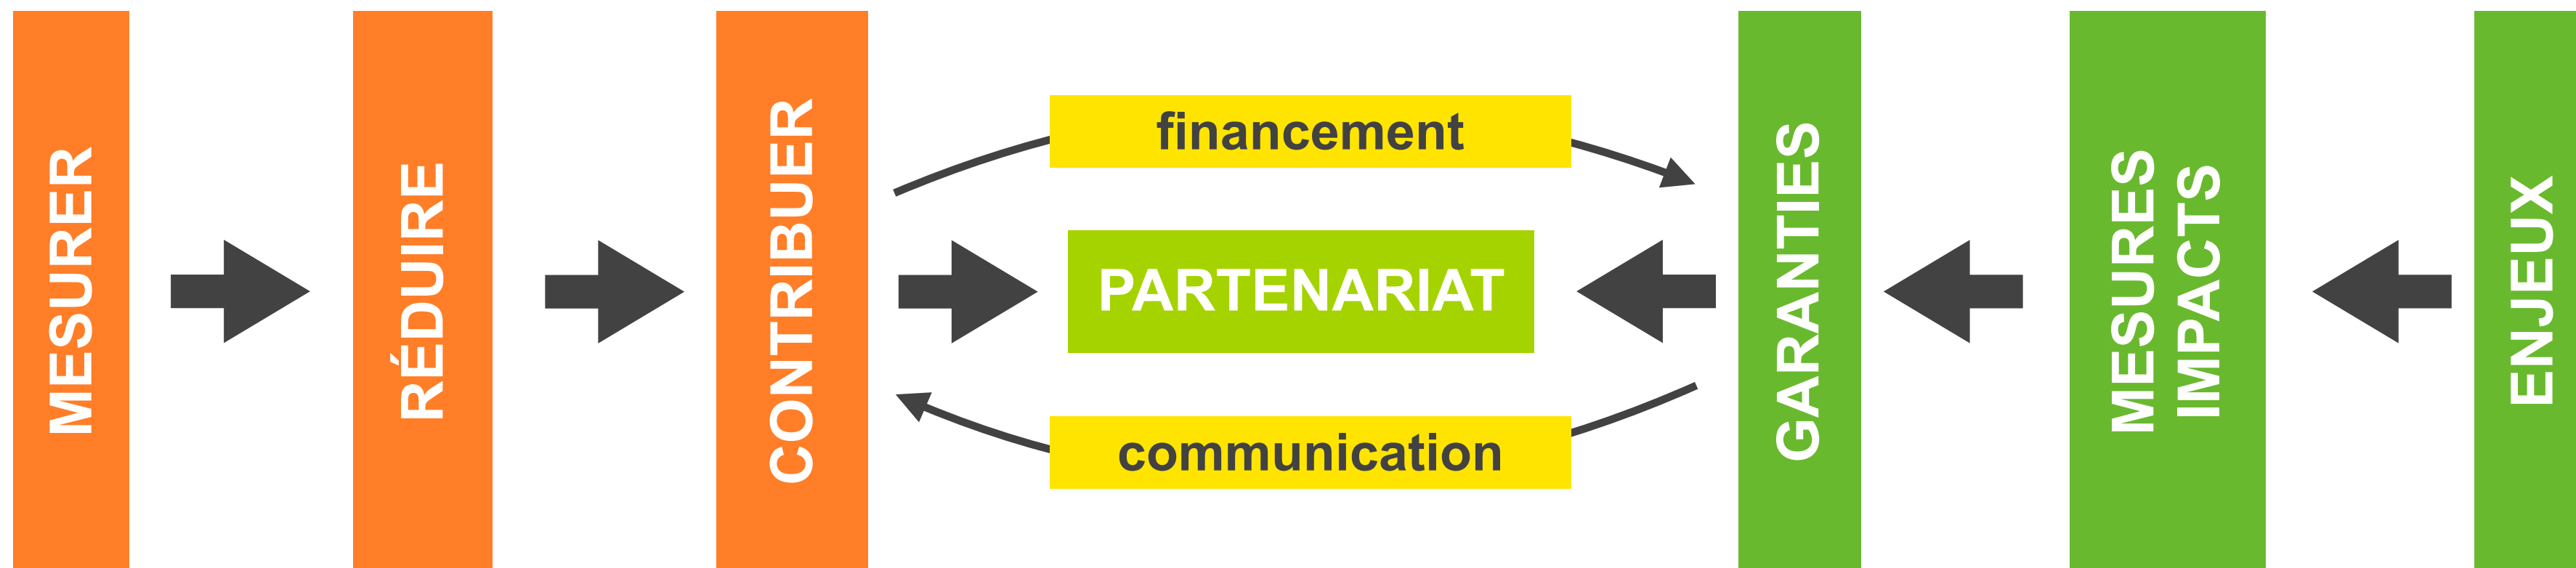 MESURER
RÉDUIRE
CONTRIBUER
financement
PARTENARIAT
communication
GARANTIES
MESURES
IMPACTS
ENJEUX